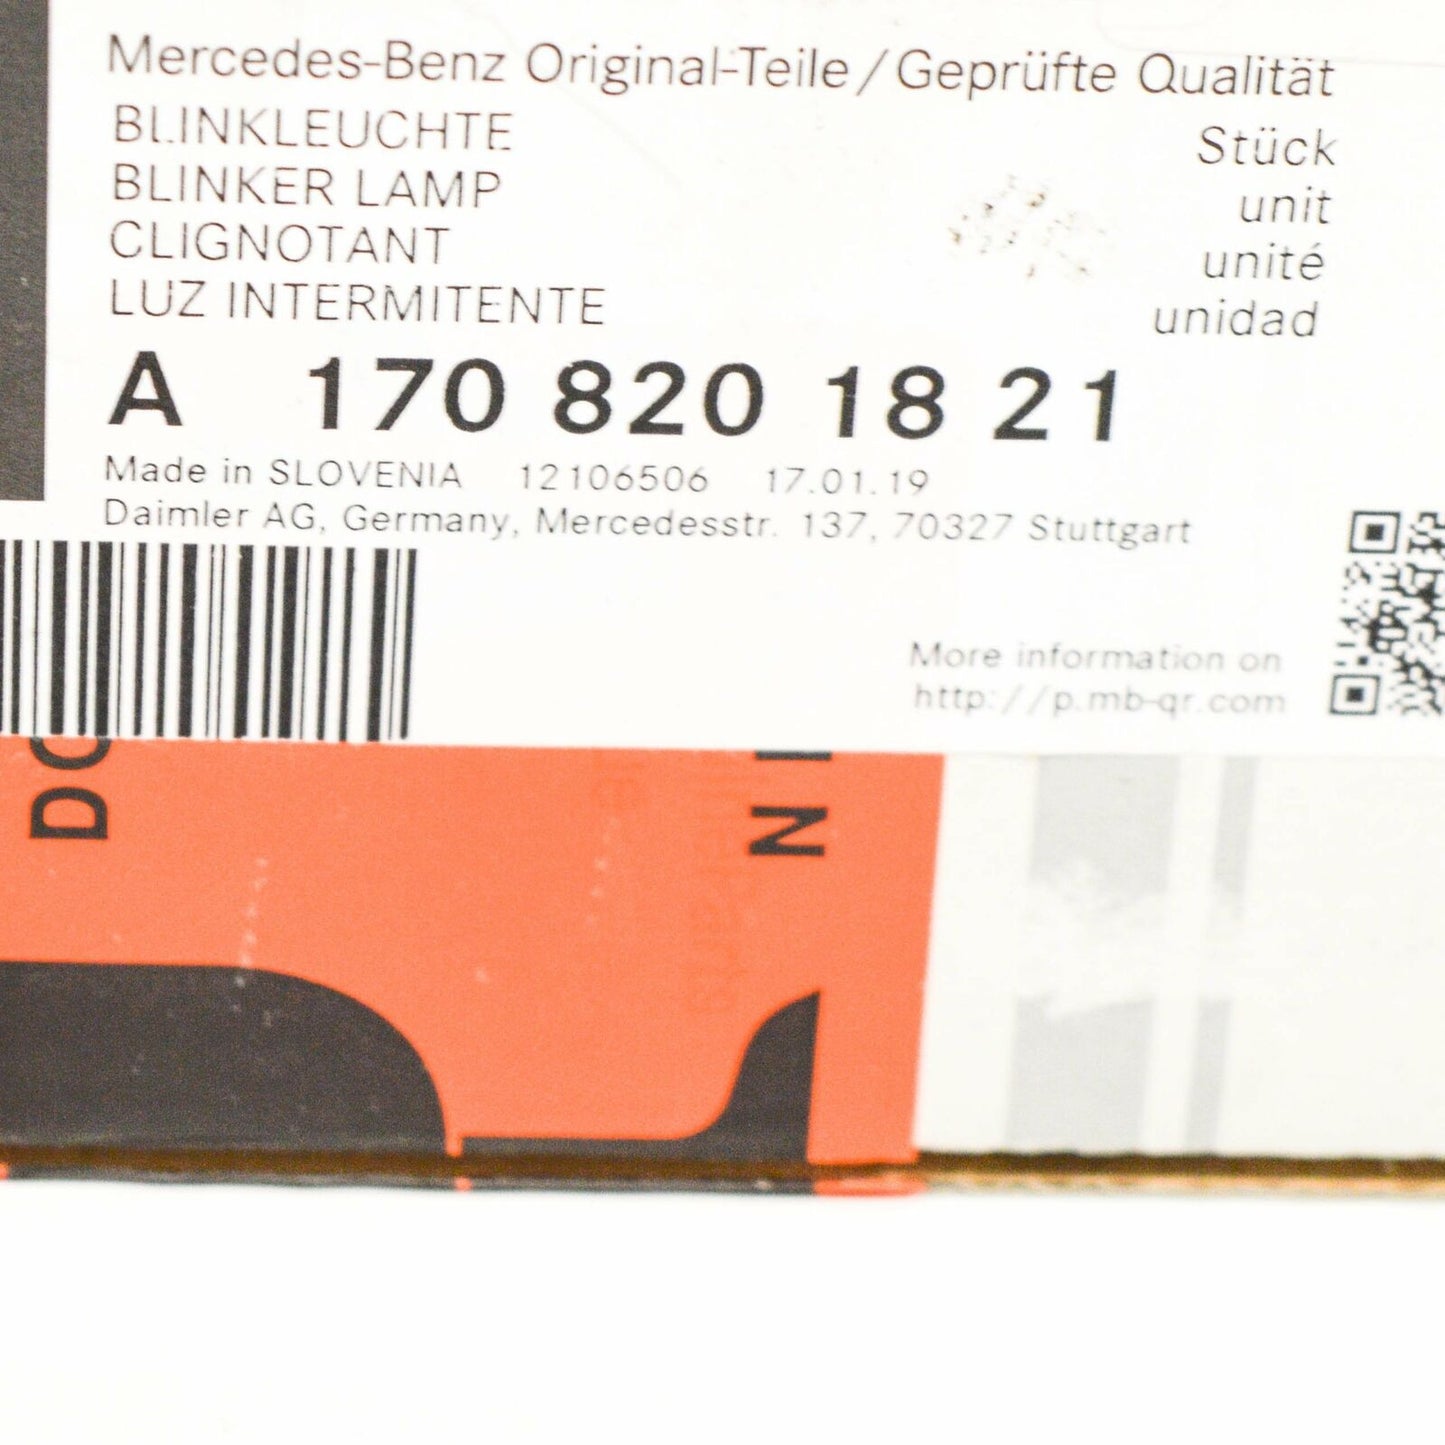 Mercedes-Benz Original-Teile / Geprüfte Qualität
BLINKLEUCHTE Stück
BLINKER LAMP unit
CLIGNOTANT unité
LUZ INTERMITENTE unidad
A 170 820 18 21
Made in SLOVENIA 12106506 17.01.19
Daimler AG, Germany, Mercedesstr. 137, 70327 Stuttgart
More information on
http://p.mb-qr.com